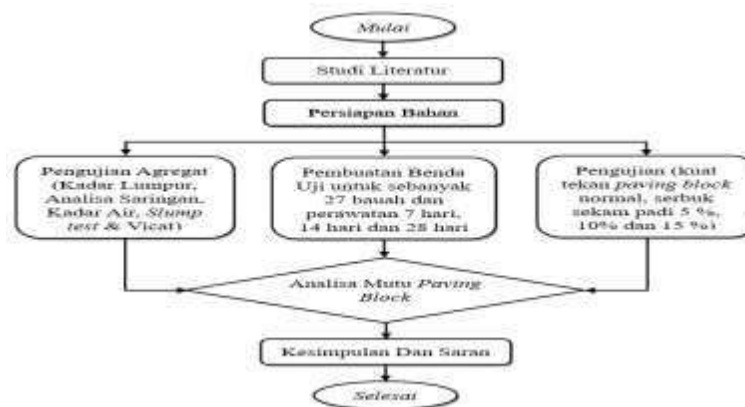 Mulai
Studi Literatur
Persiapan Bahan
Pengujian Agregat
(Kadar Lumpur,
Analisa Saringan,
Kadar Air, Slump
test & Vicat)
Pembuatan Benda
Uji untuk sebanyak
27 bauah dan
perawatan 7 hari,
14 hari dan 28 hari
Pengujian (kuat
tekan paving block
normal, serbuk
sekam padi 5 %,
10% dan 15 %)
Analisa Mutu Paving
Block
Kesimpulan Dan Saran
Selesai